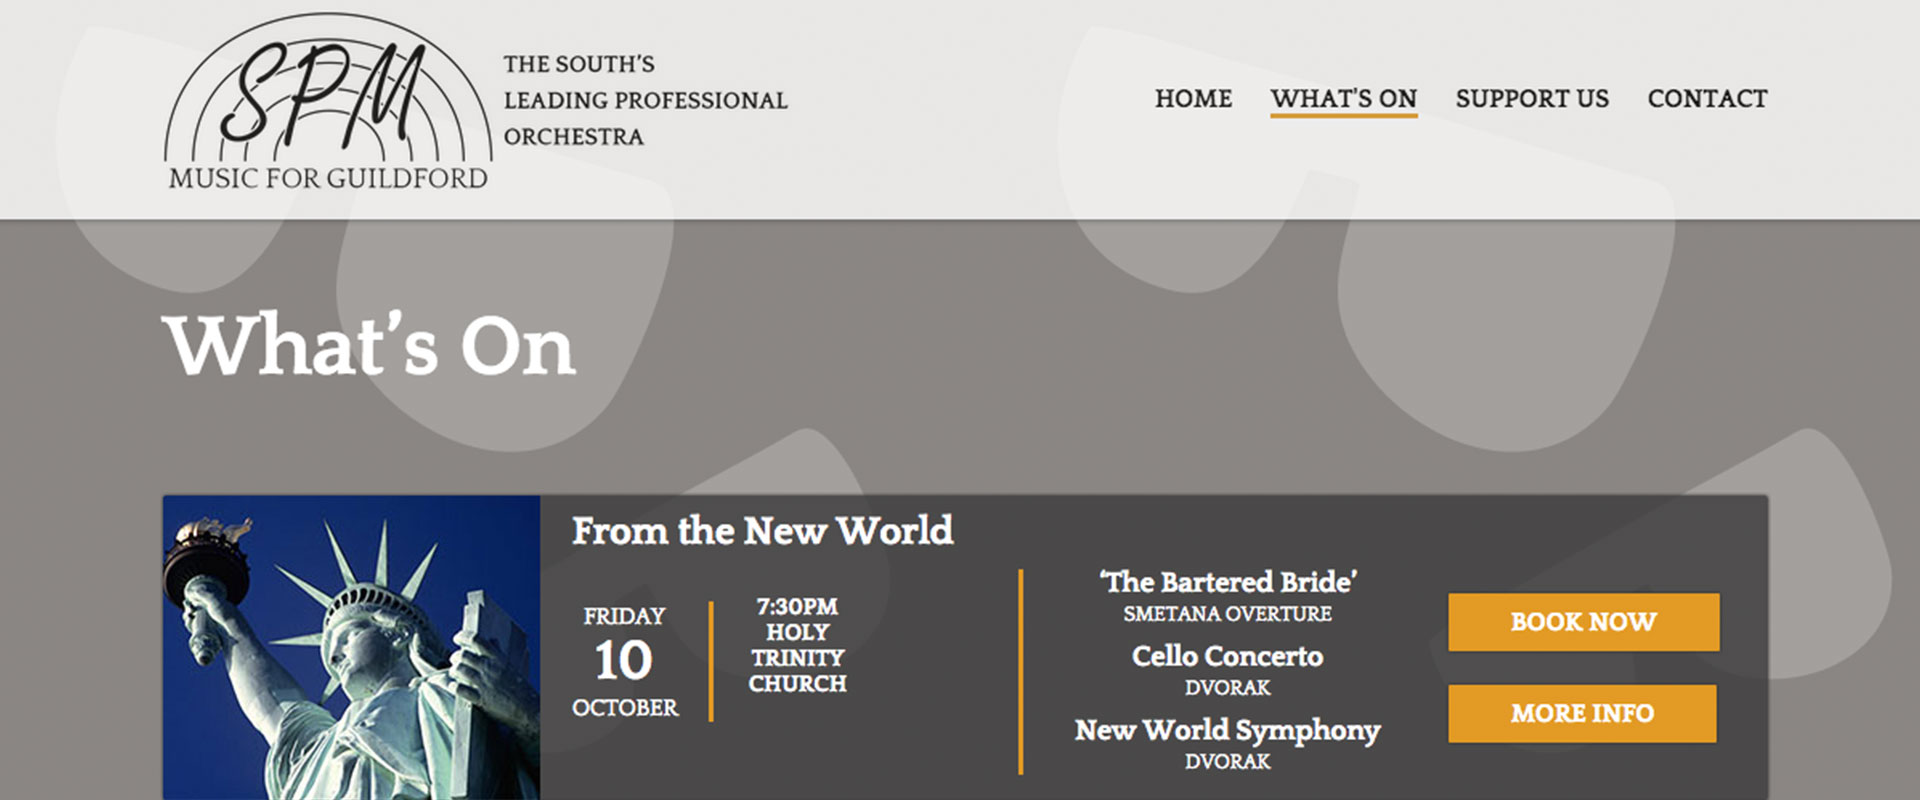 SPM
MUSIC FOR GUILDFORD
THE SOUTH'S
LEADING PROFESSIONAL
ORCHESTRA
HOME
WHAT'S ON
SUPPORT US
CONTACT
What's On
From the New World
FRIDAY
10
OCTOBER
7:30PM
HOLY
TRINITY
CHURCH
‘The Bartered Bride’
SMETANA OVERTURE
Cello Concerto
DVORAK
New World Symphony
DVORAK
BOOK NOW
MORE INFO